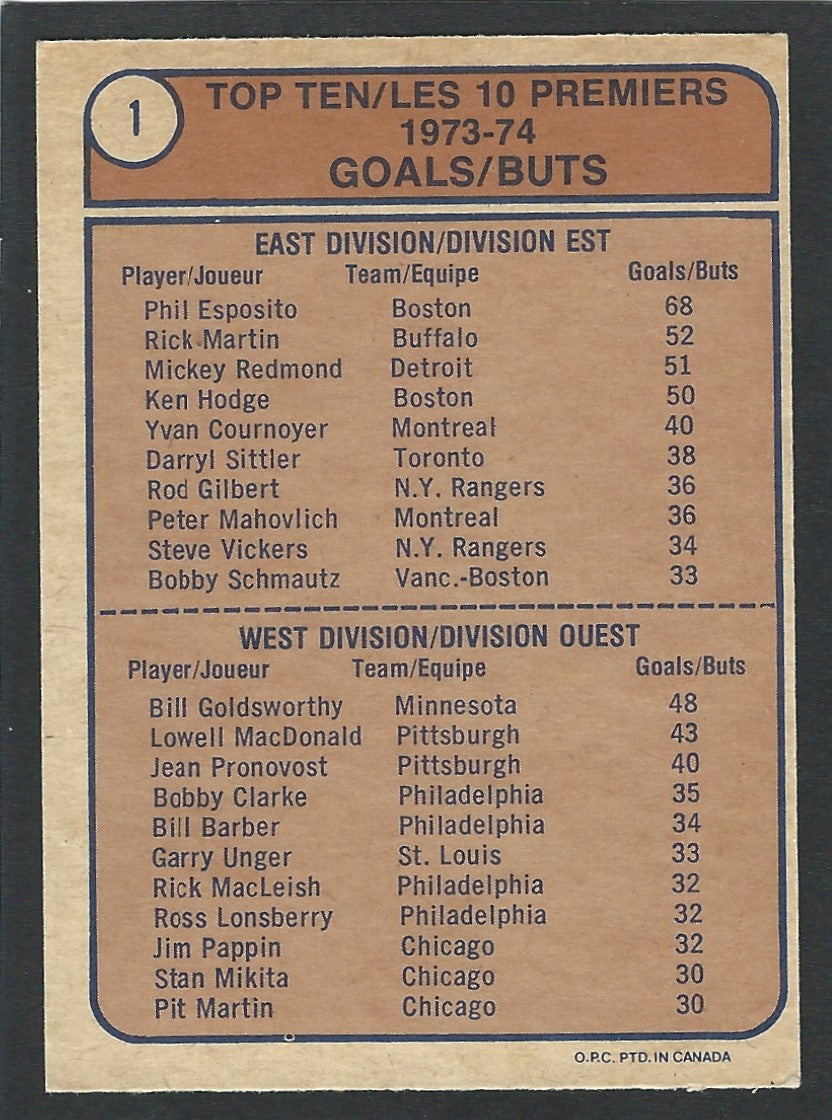 1
TOP TEN/LES 10 PREMIERS
1973-74
GOALS/BUTS
EAST DIVISION/DIVISION EST
Player/Joueur Team/Equipe Goals/Buts
Phil Esposito Boston 68
Rick Martin Buffalo 52
Mickey Redmond Detroit 51
Ken Hodge Boston 50
Yvan Cournoyer Montreal 40
Darryl Sittler Toronto 38
Rod Gilbert N.Y. Rangers 36
Peter Mahovlich Montreal 36
Steve Vickers N.Y. Rangers 34
Bobby Schmautz Vanc.-Boston 33
WEST DIVISION/DIVISION OUEST
Player/Joueur Team/Equipe Goals/Buts
Bill Goldsworthy Minnesota 48
Lowell MacDonald Pittsburgh 43
Jean Pronovost Pittsburgh 40
Bobby Clarke Philadelphia 35
Bill Barber Philadelphia 34
Garry Unger St. Louis 33
Rick MacLeish Philadelphia 32
Ross Lonsberry Philadelphia 32
Jim Pappin Chicago 32
Stan Mikita Chicago 30
Pit Martin Chicago 30
O.P.C. PTD. IN CANADA